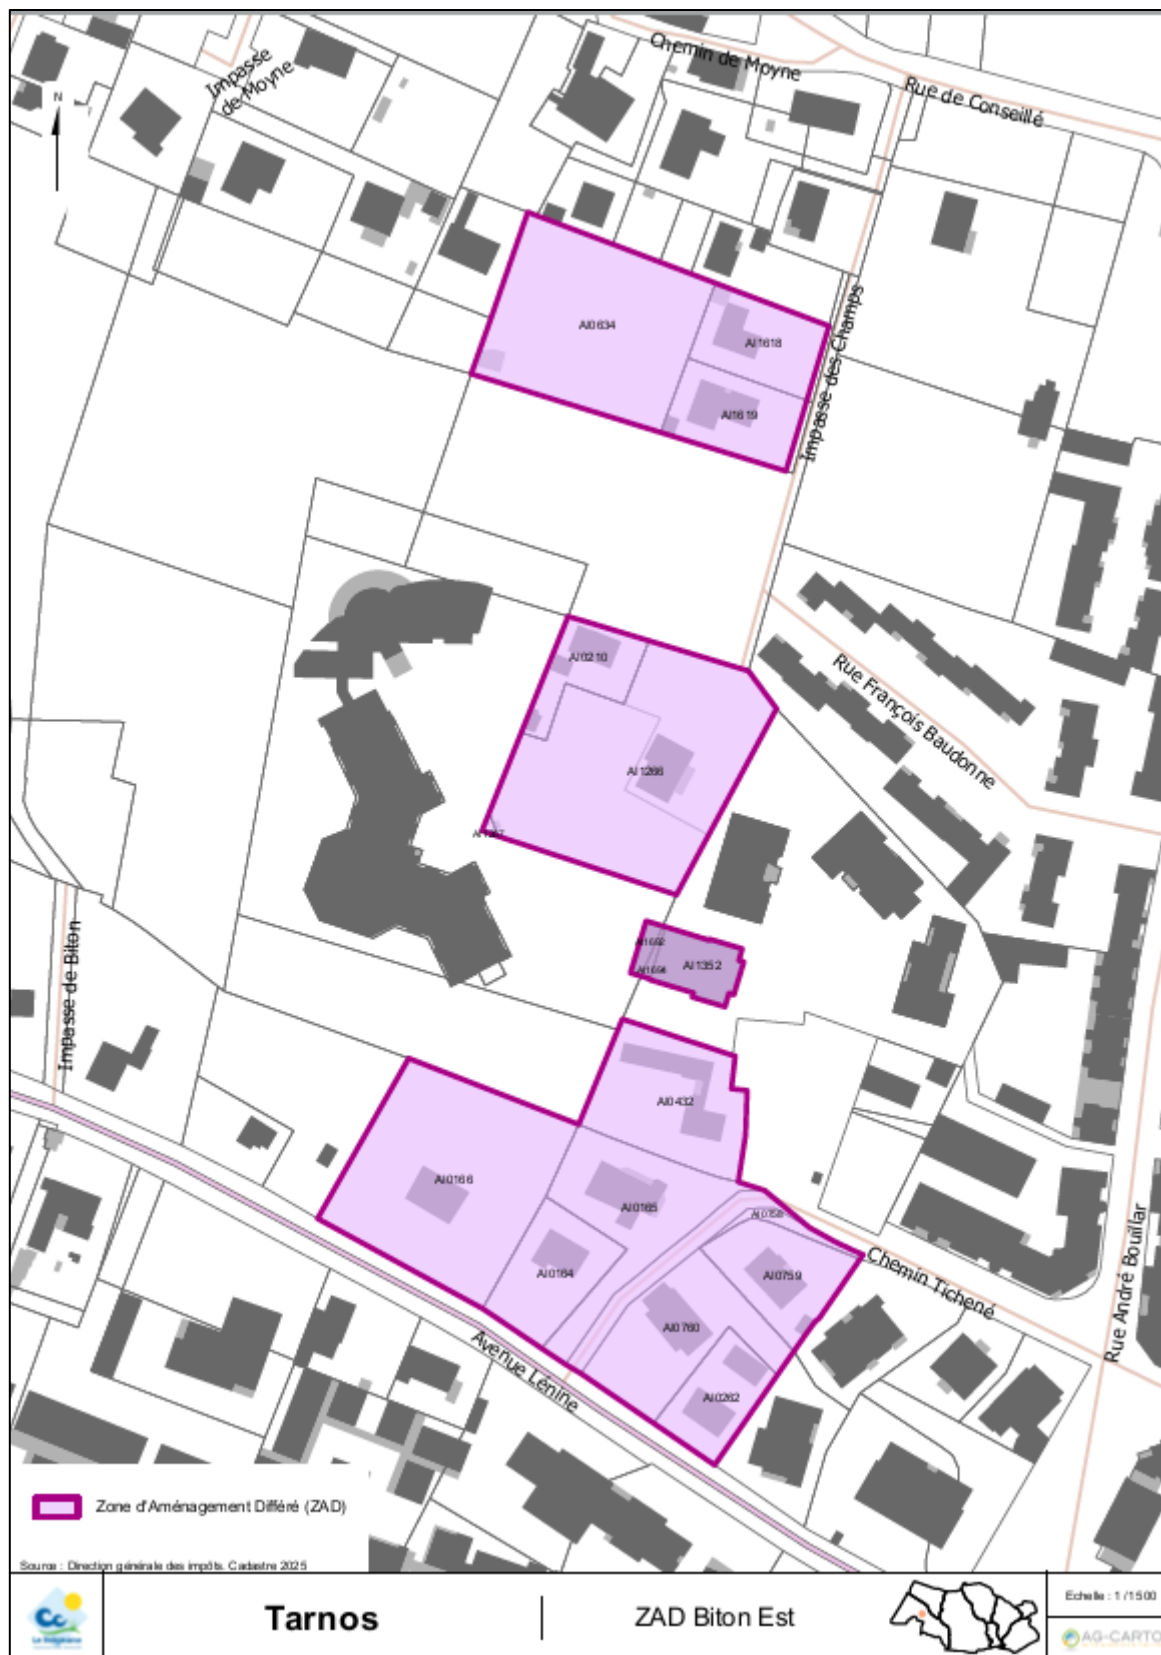 Chemin de Moyne
Impasse
de Moyne
Rue de Conseillé
N
AI0634
AI1618
AI1619
Impasse des Champs
AI0210
Rue François Baudonne
AI1266
AI1352
Impasse de Biton
AI0432
AI0166
AI0165
AI0164
AI0759
AI0760
AI0262
Chemin Tichené
Rue André Bouillar
Avenue Lénine
Zone d'Aménagement Différé (ZAD)
Source : Direction générale des impôts. Cadastre 2025
Tarnos
ZAD Biton Est
Echelle : 1 /1500
AG-CARTO